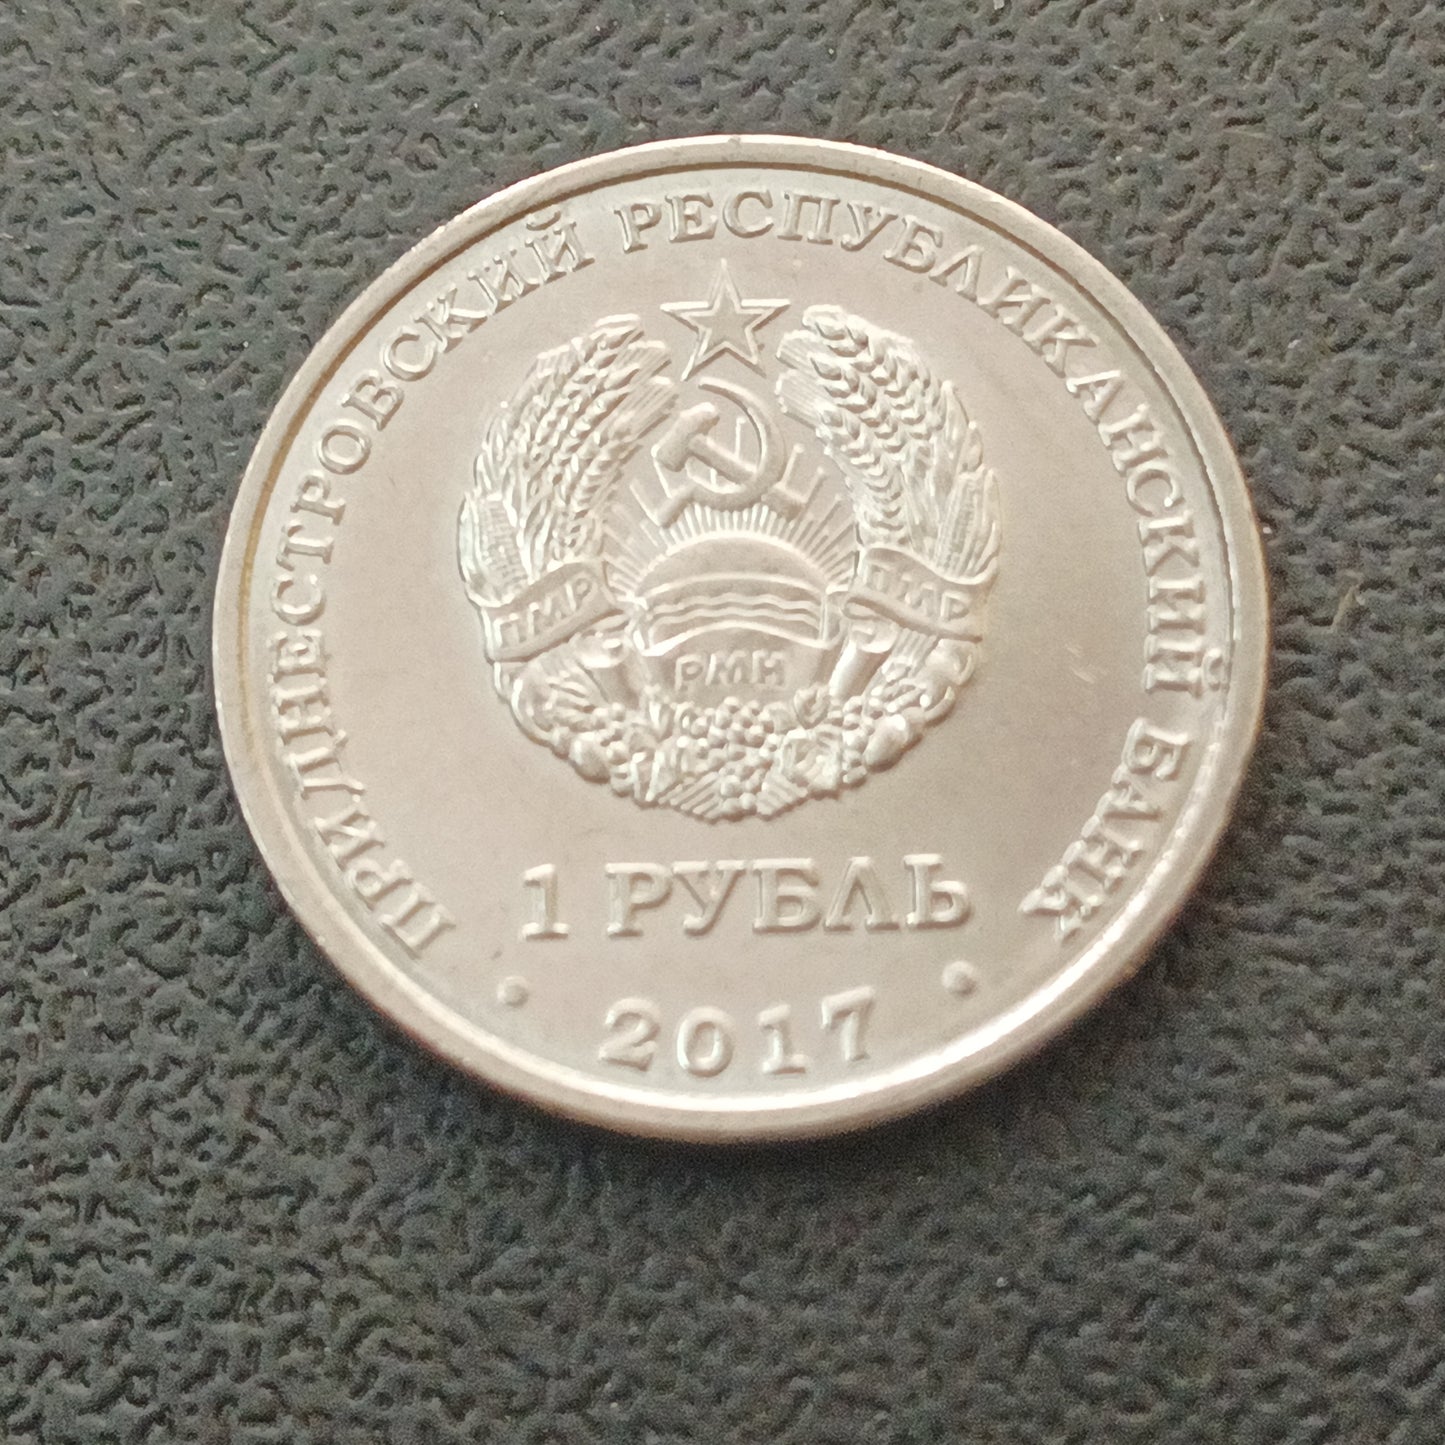 ПРИДНЕСТРОВСКИЙ РЕСПУБЛИКАНСКИЙ БАНК
ПМР
ПМР
РМН
1 РУБЛЬ
• 2017 •